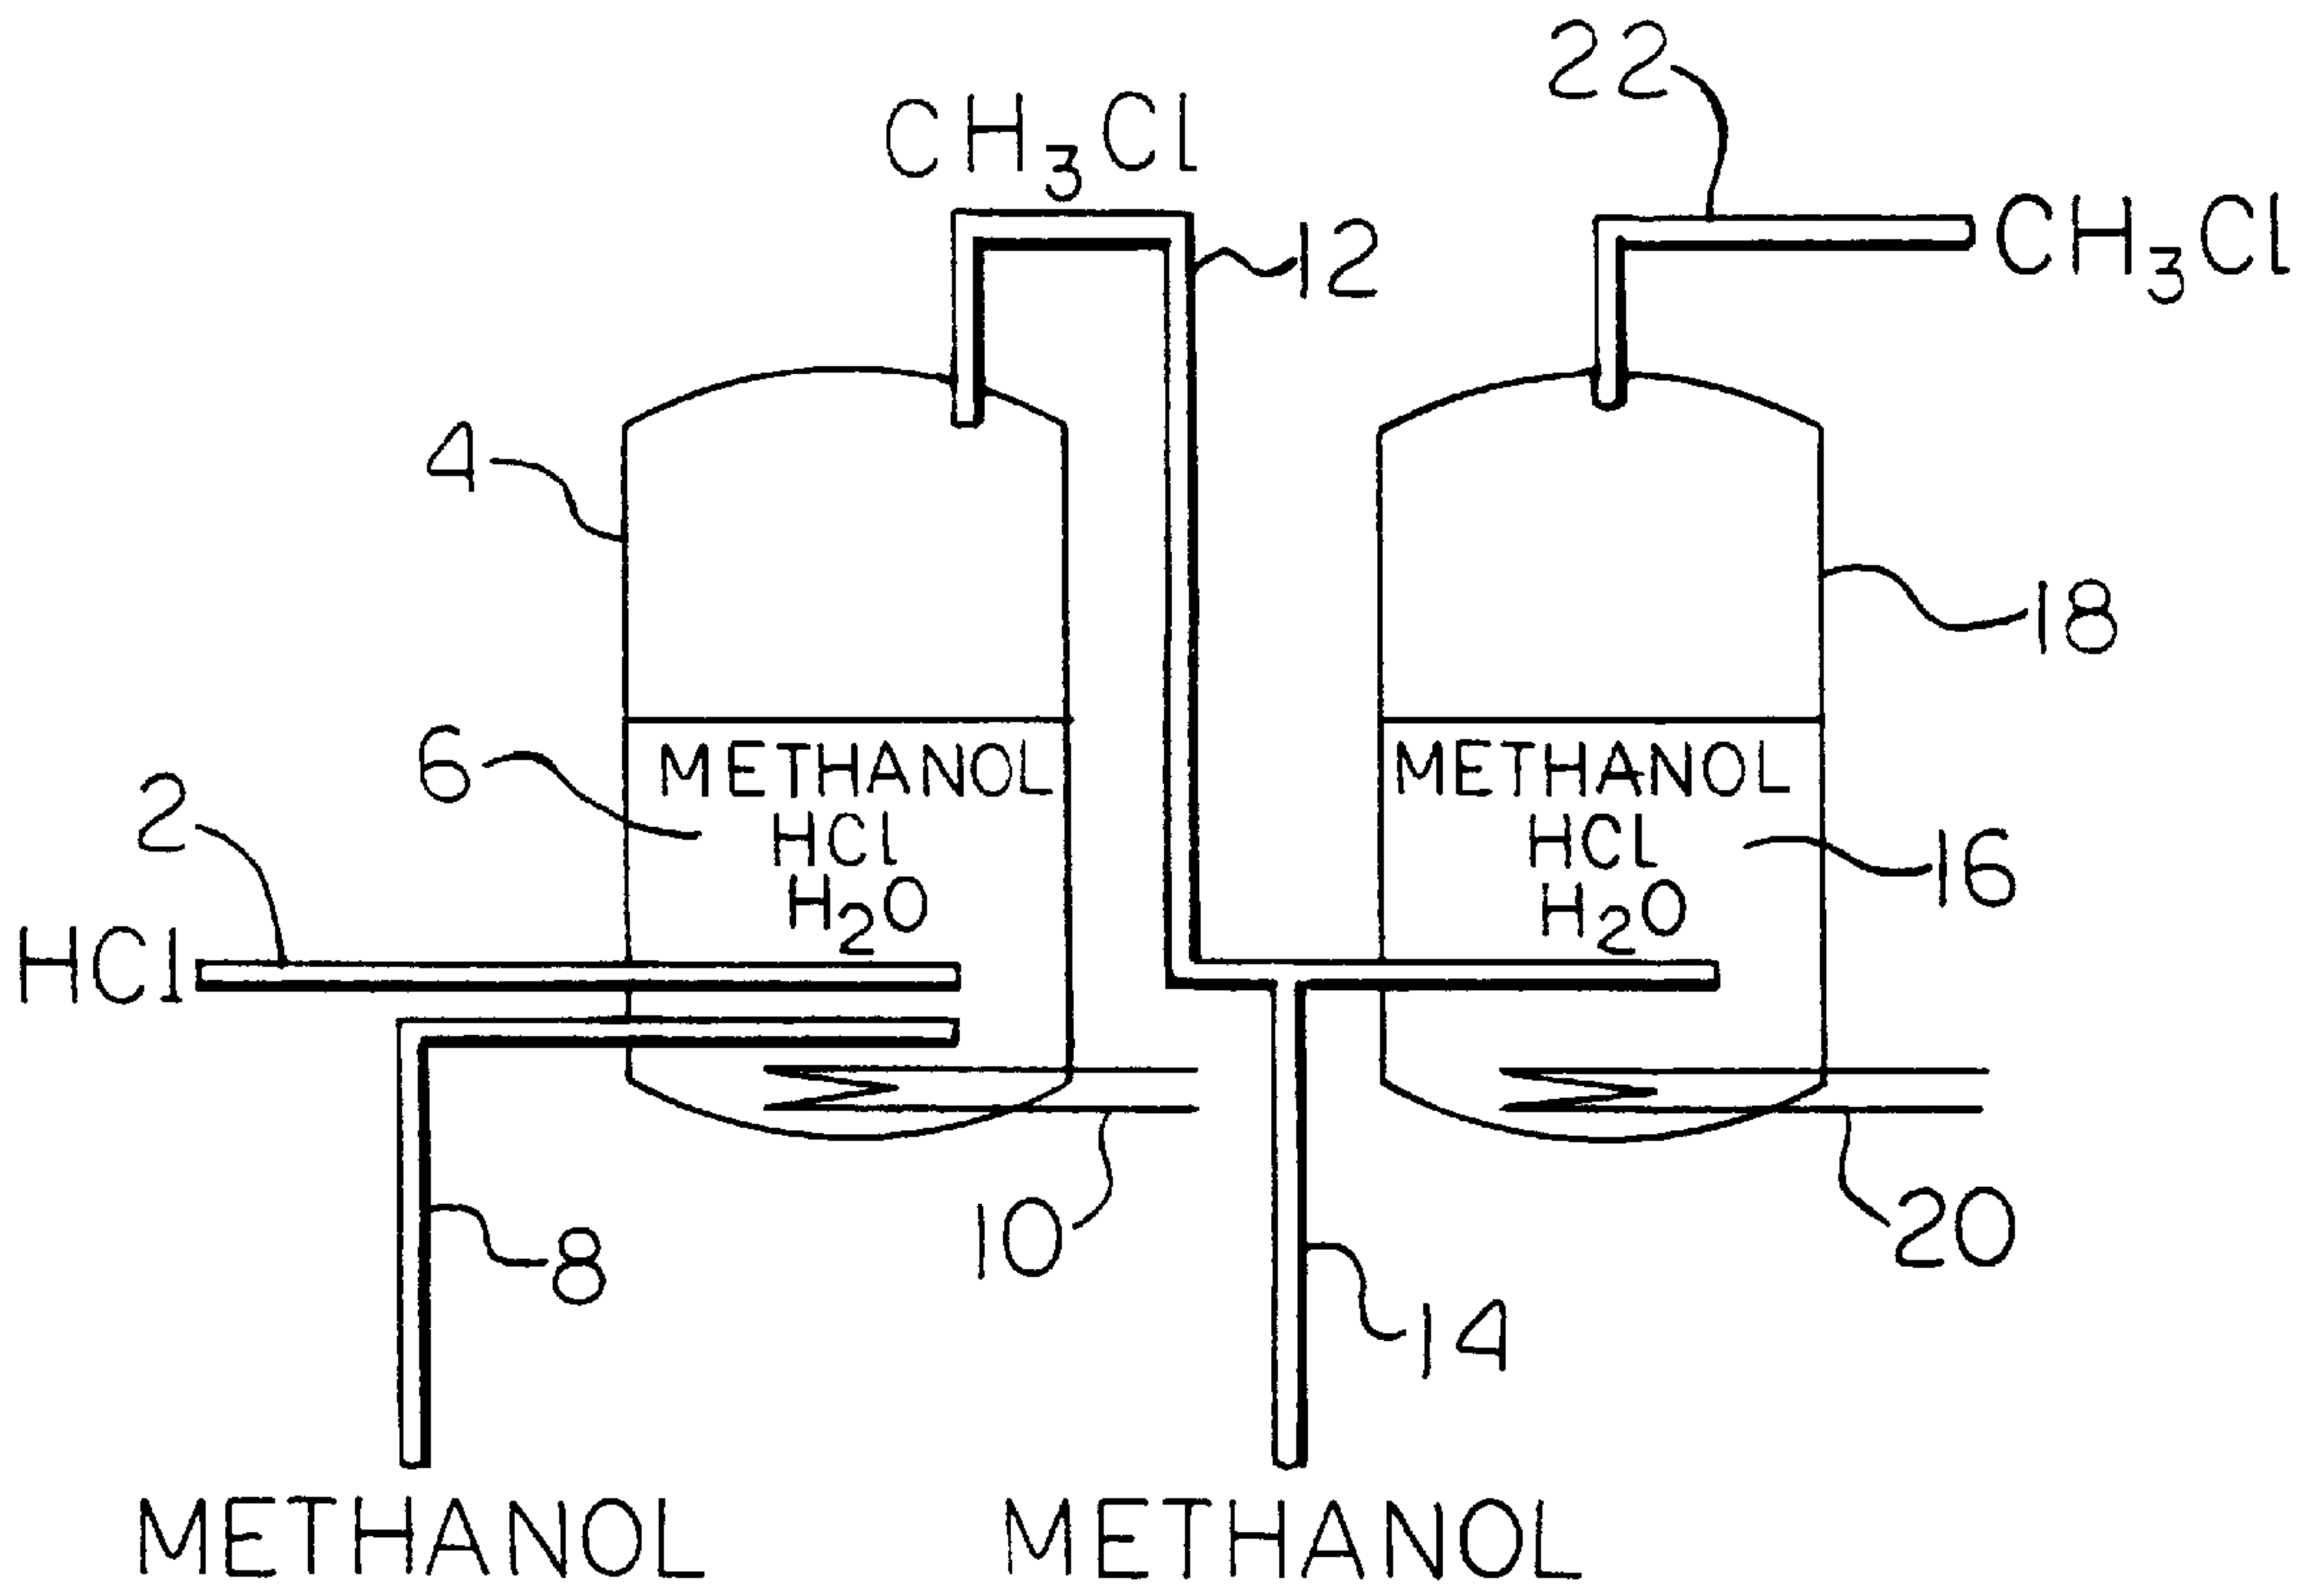 22
CH₃Cl
12
CH₃Cl
4
18
6
METHANOL
HCl
H₂O
METHANOL
HCl
H₂O
16
2
HCl
10
20
8
14
METHANOL
METHANOL